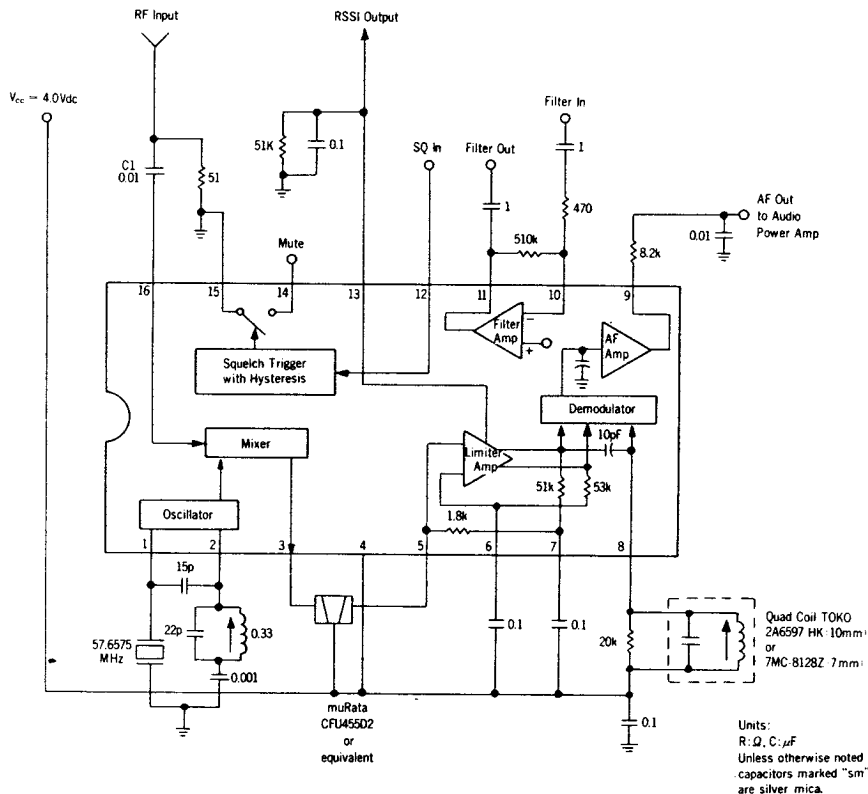 RF Input
RSSI Output
Vcc = 4.0Vdc
Filter In
SQ In
Filter Out
51K
0.1
1
C1
0.01
51
1
470
AF Out
to Audio
Power Amp
0.01
Mute
510k
8.2k
16
15
14
13
12
11
10
9
Filter
Amp
−
+
AF
Amp
Squelch Trigger
with Hysteresis
Demodulator
Mixer
Limiter
Amp
10pF
51k
53k
Oscillator
1.8k
1
2
3
4
5
6
7
8
15p
22p
0.33
57.6575
MHz
0.001
0.1
0.1
20k
Quad Coil TOKO
2A6597 HK (10mm)
or
7MC-8128Z (7mm)
0.1
muRata
CFU455D2
or
equivalent
Units:
R:Ω, C:μF
Unless otherwise noted
capacitors marked "sm"
are silver mica.